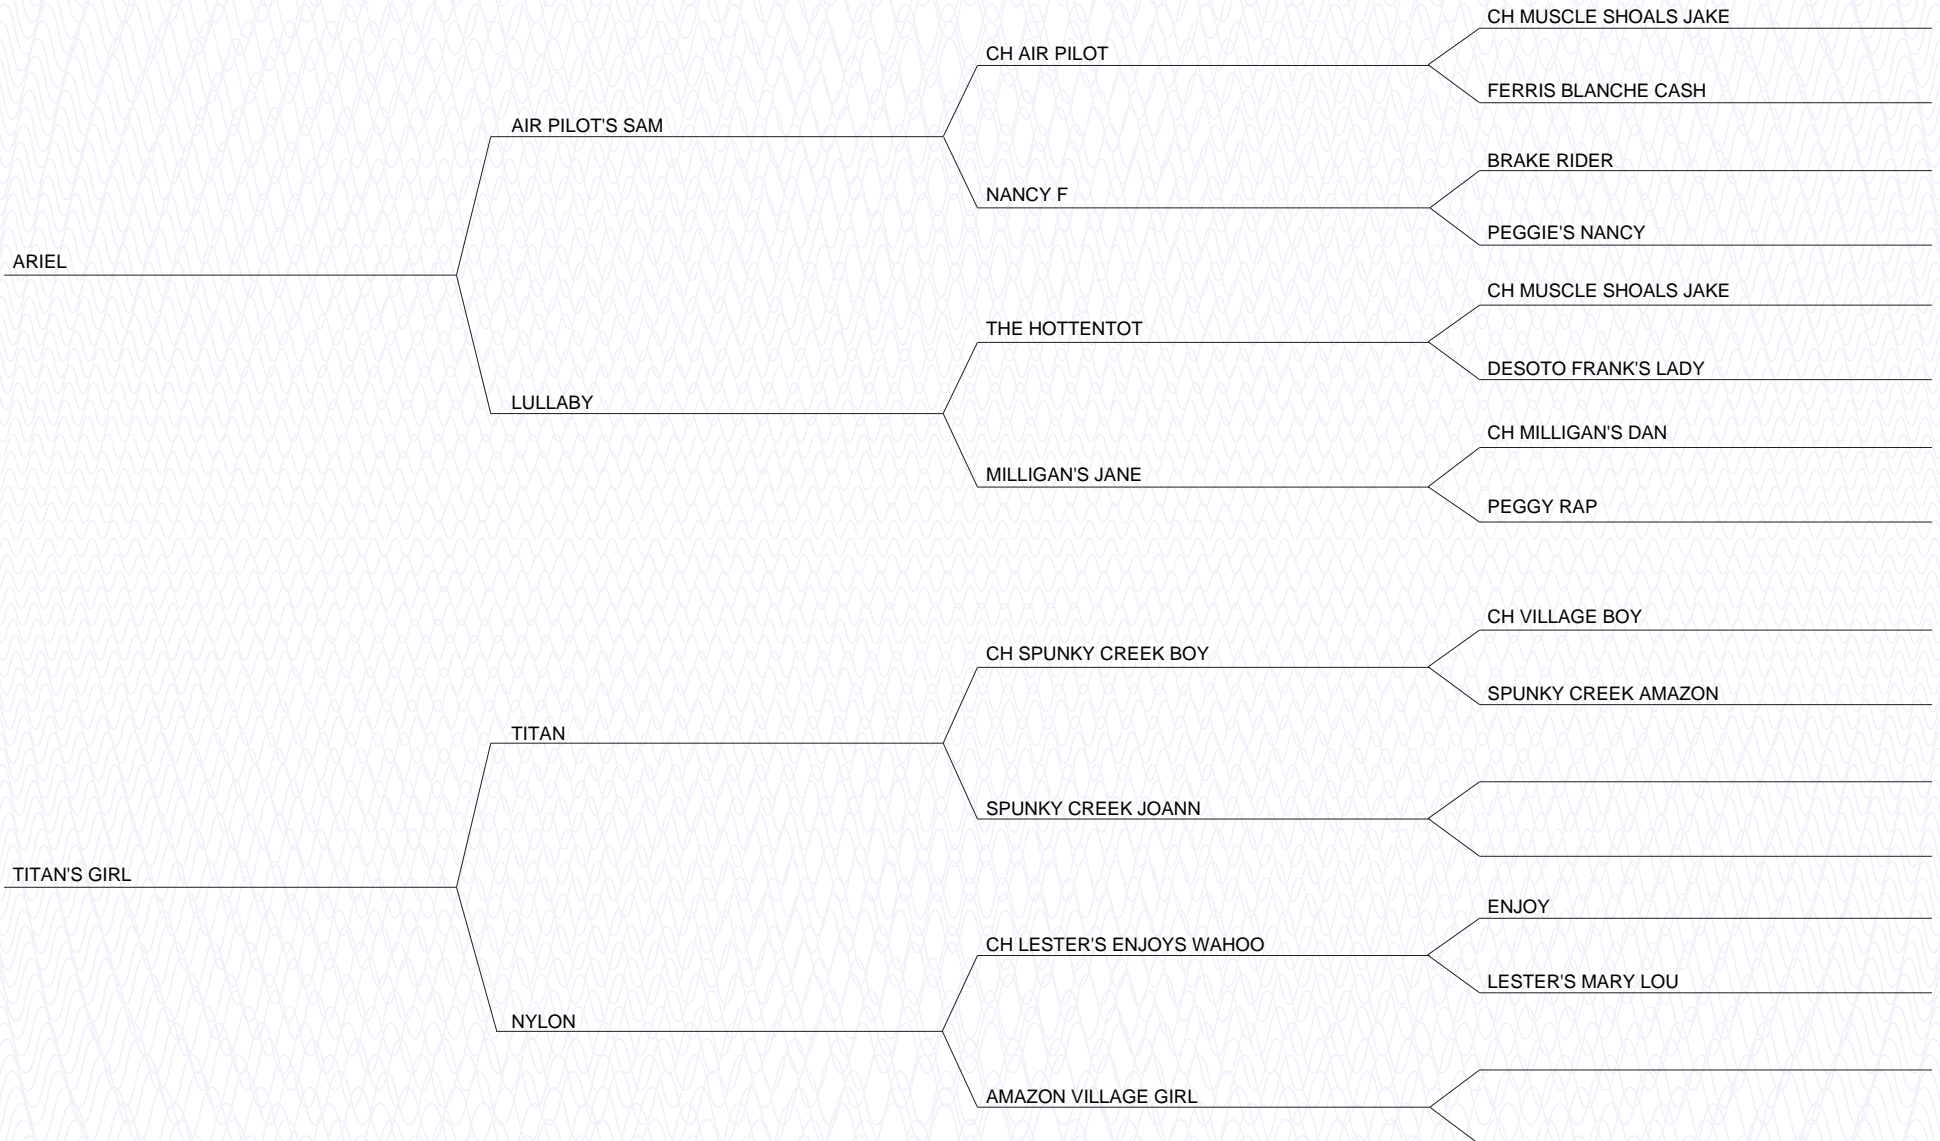 CH MUSCLE SHOALS JAKE
CH AIR PILOT
FERRIS BLANCHE CASH
AIR PILOT'S SAM
BRAKE RIDER
NANCY F
PEGGIE'S NANCY
ARIEL
CH MUSCLE SHOALS JAKE
THE HOTTENTOT
DESOTO FRANK'S LADY
LULLABY
CH MILLIGAN'S DAN
MILLIGAN'S JANE
PEGGY RAP
CH VILLAGE BOY
CH SPUNKY CREEK BOY
SPUNKY CREEK AMAZON
TITAN
SPUNKY CREEK JOANN
TITAN'S GIRL
ENJOY
CH LESTER'S ENJOYS WAHOO
LESTER'S MARY LOU
NYLON
AMAZON VILLAGE GIRL